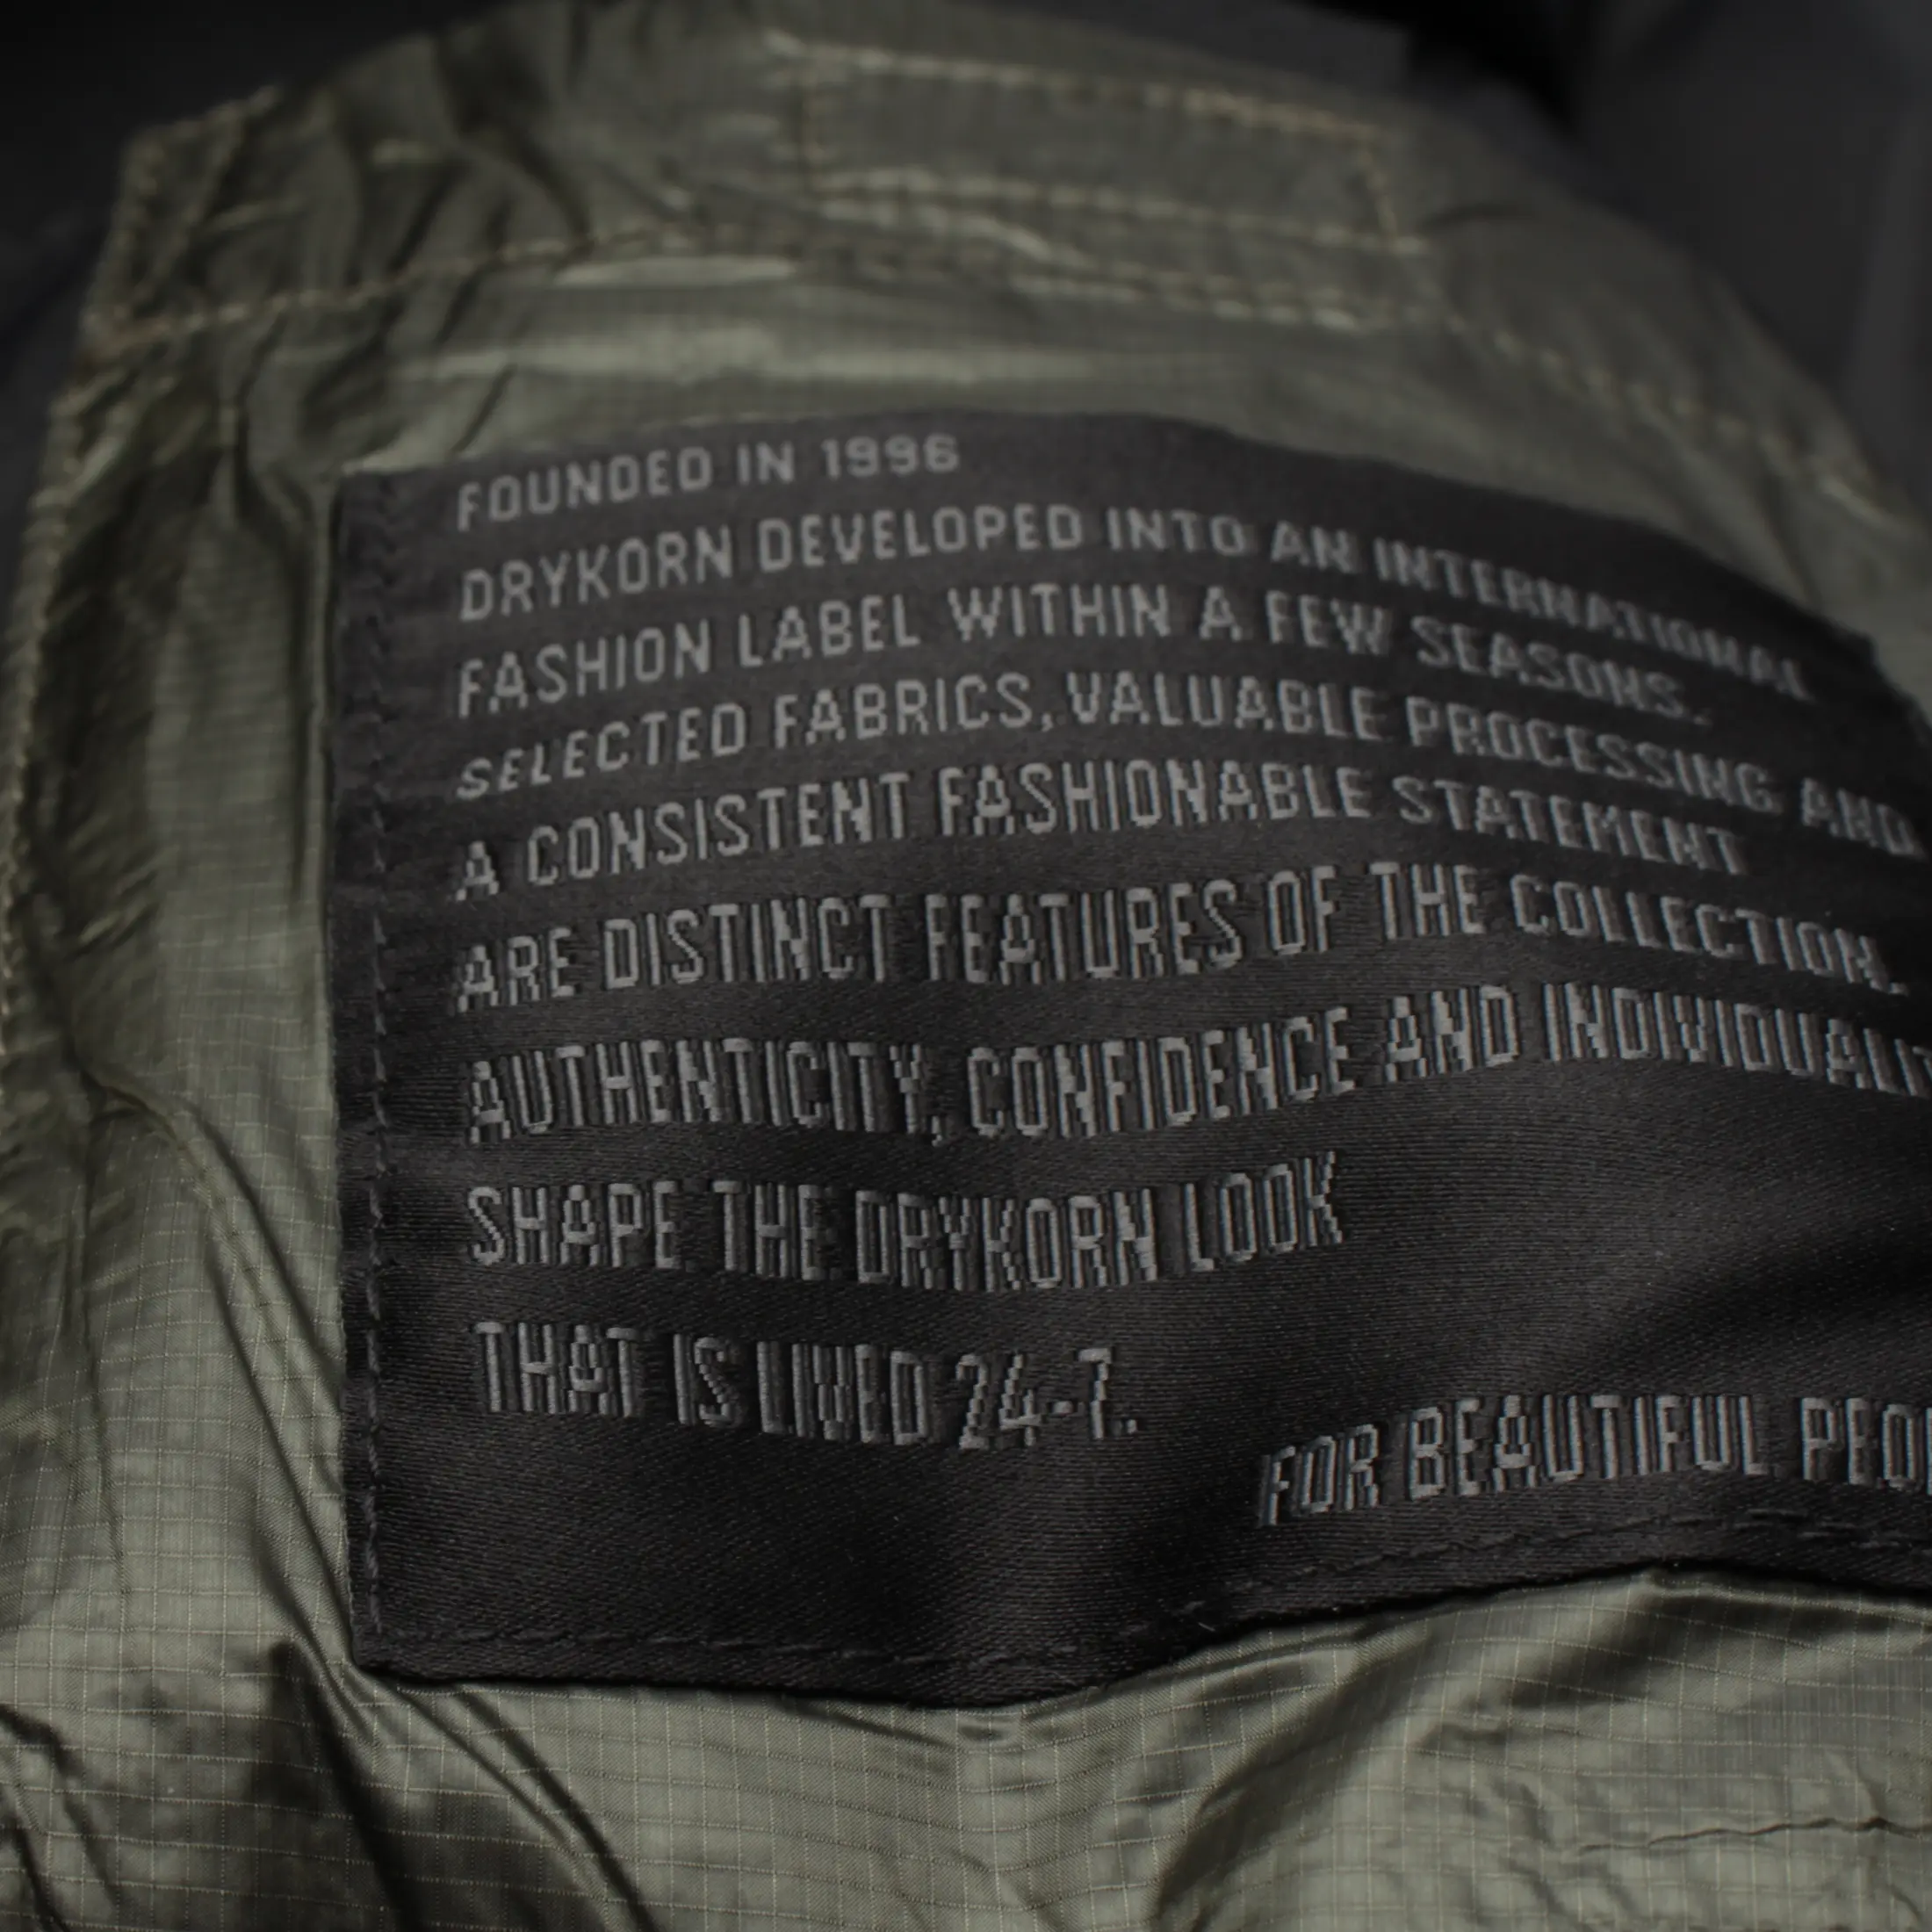 FOUNDED IN 1996
DRYKORN DEVELOPED INTO AN INTERNATIONAL
FASHION LABEL WITHIN A FEW SEASONS.
SELECTED FABRICS, VALUABLE PROCESSING AND
A CONSISTENT FASHIONABLE STATEMENT
ARE DISTINCT FEATURES OF THE COLLECTION.
AUTHENTICITY, CONFIDENCE AND
SHAPE THE DRYKORN LOOK
THAT IS LIVED 24-7.
FOR BEAUTIFUL